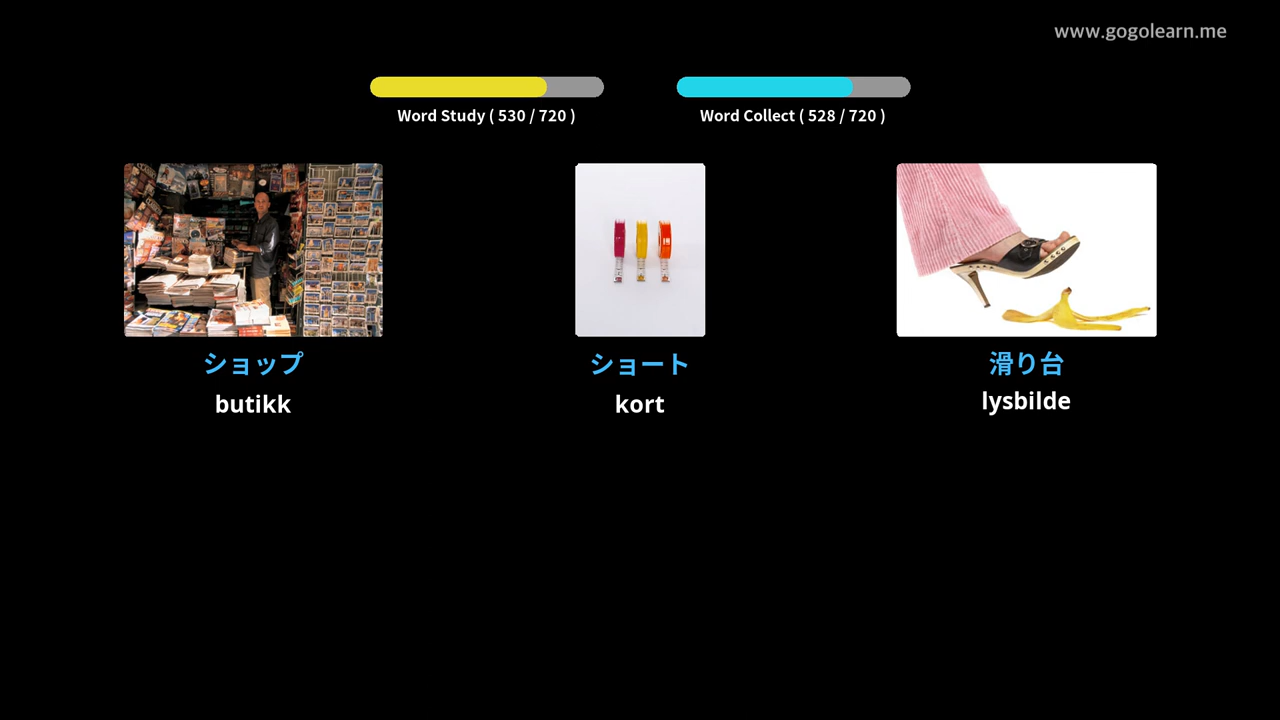 www.gogolearn.me
Word Study ( 530 / 720 )
Word Collect ( 528 / 720 )
ショップ
butikk
ショート
kort
滑り台
lysbilde